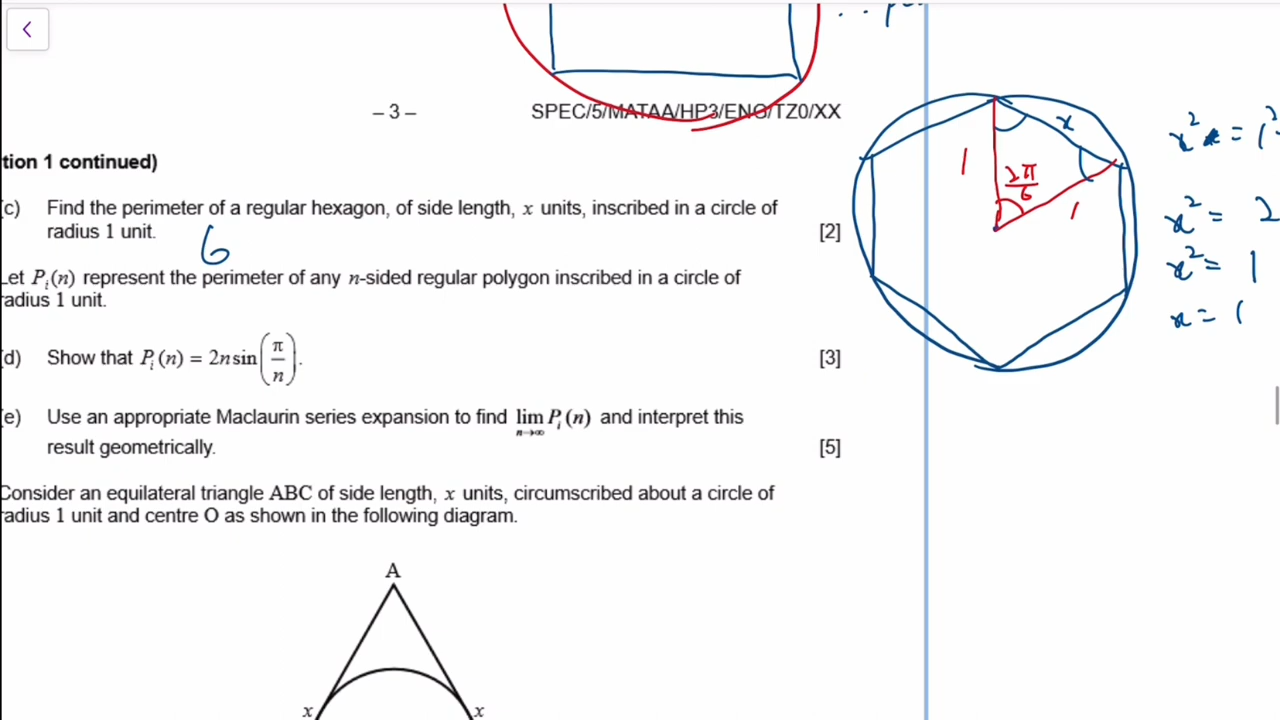 – 3 –
SPEC/5/MATAA/HP3/ENG/TZ0/XX
tion 1 continued)
(c) Find the perimeter of a regular hexagon, of side length, x units, inscribed in a circle of
radius 1 unit. [2]
6
Let Pᵢ(n) represent the perimeter of any n-sided regular polygon inscribed in a circle of
radius 1 unit.
(d) Show that Pᵢ(n) = 2n sin(π/n). [3]
(e) Use an appropriate Maclaurin series expansion to find lim n→∞ Pᵢ(n) and interpret this
result geometrically. [5]
Consider an equilateral triangle ABC of side length, x units, circumscribed about a circle of
radius 1 unit and centre O as shown in the following diagram.
A
x x
x
1
2π/6
1
x² = 1²
x² = 2
x² = 1
x = 1